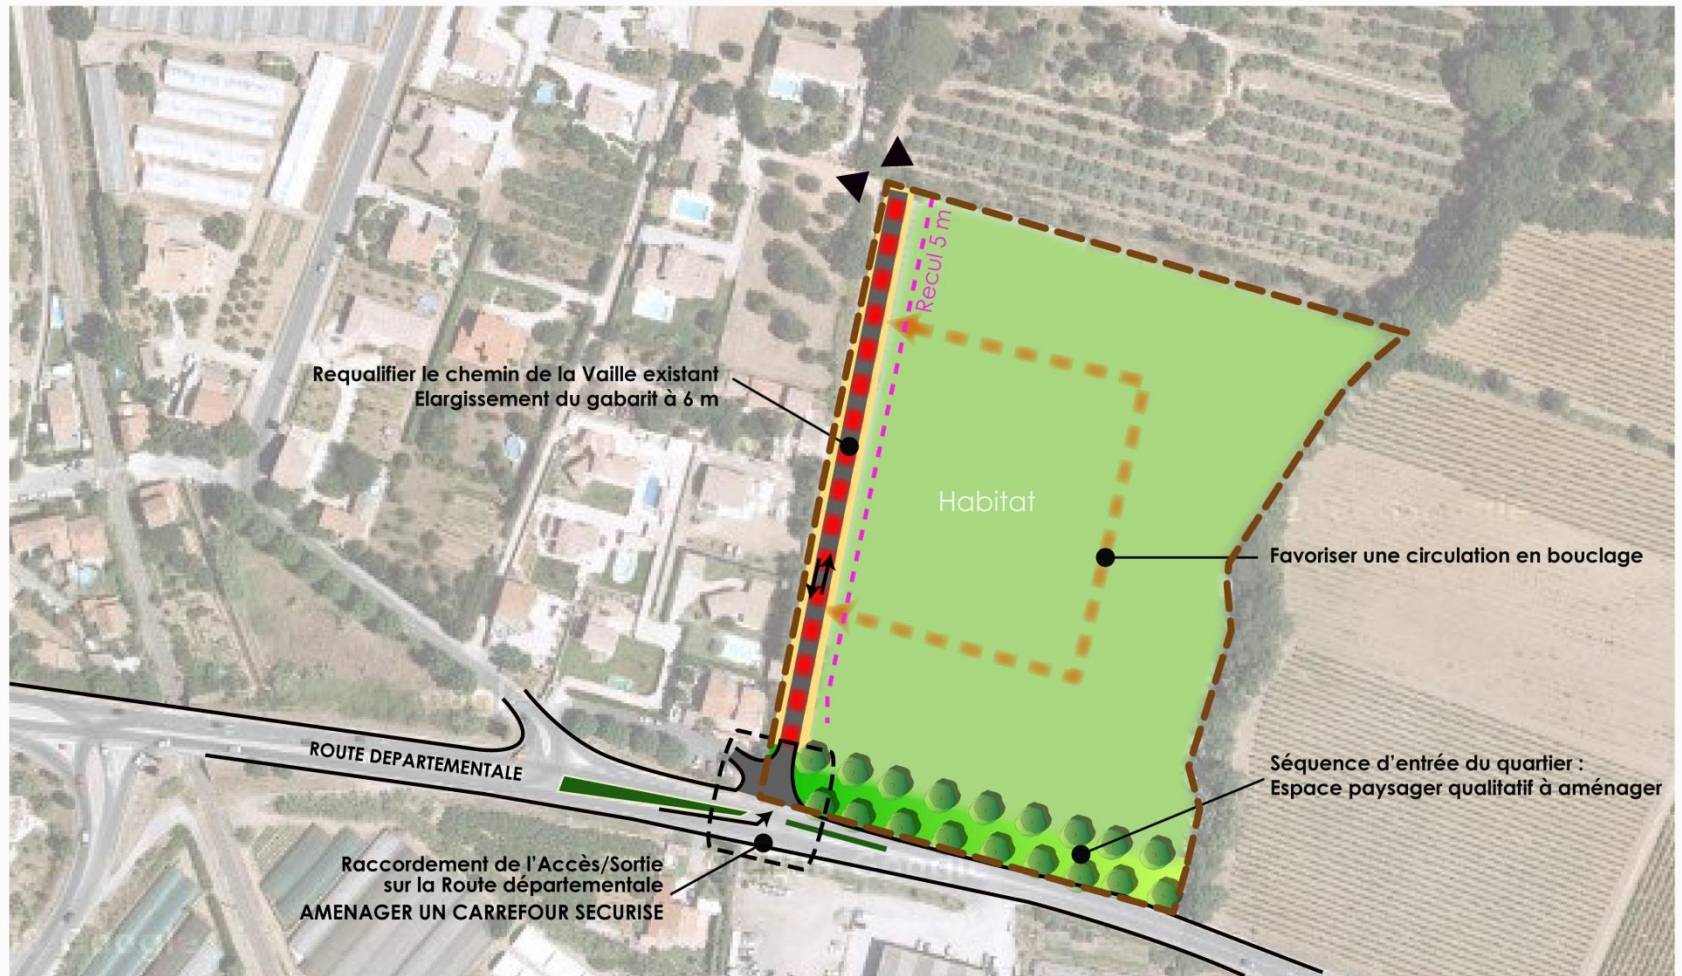 Recul 5 m
Requalifier le chemin de la Vaille existant
Elargissement du gabarit à 6 m
Habitat
Favoriser une circulation en bouclage
ROUTE DEPARTEMENTALE
Séquence d'entrée du quartier :
Espace paysager qualitatif à aménager
Raccordement de l'Accès/Sortie
sur la Route départementale
AMENAGER UN CARREFOUR SECURISE